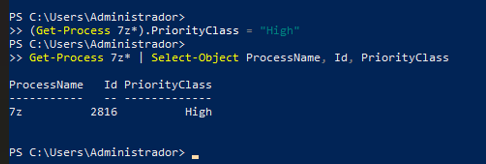 PS C:\Users\Administrador>
>> (Get-Process 7z*).PriorityClass = "High"
PS C:\Users\Administrador>
>> Get-Process 7z* | Select-Object ProcessName, Id, PriorityClass
ProcessName   Id PriorityClass
-----------   -- -------------
7z          2816          High
PS C:\Users\Administrador>